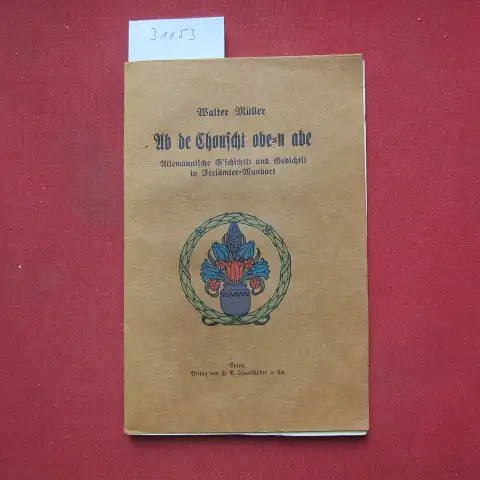 31153
Walter Müller
Ab de Chouscht obe=n abe
Allemannische G'schichtli und Gedichtli
in Freiämter=Mundart
Aarau
Verlag von H. R. Sauerländer & Co.